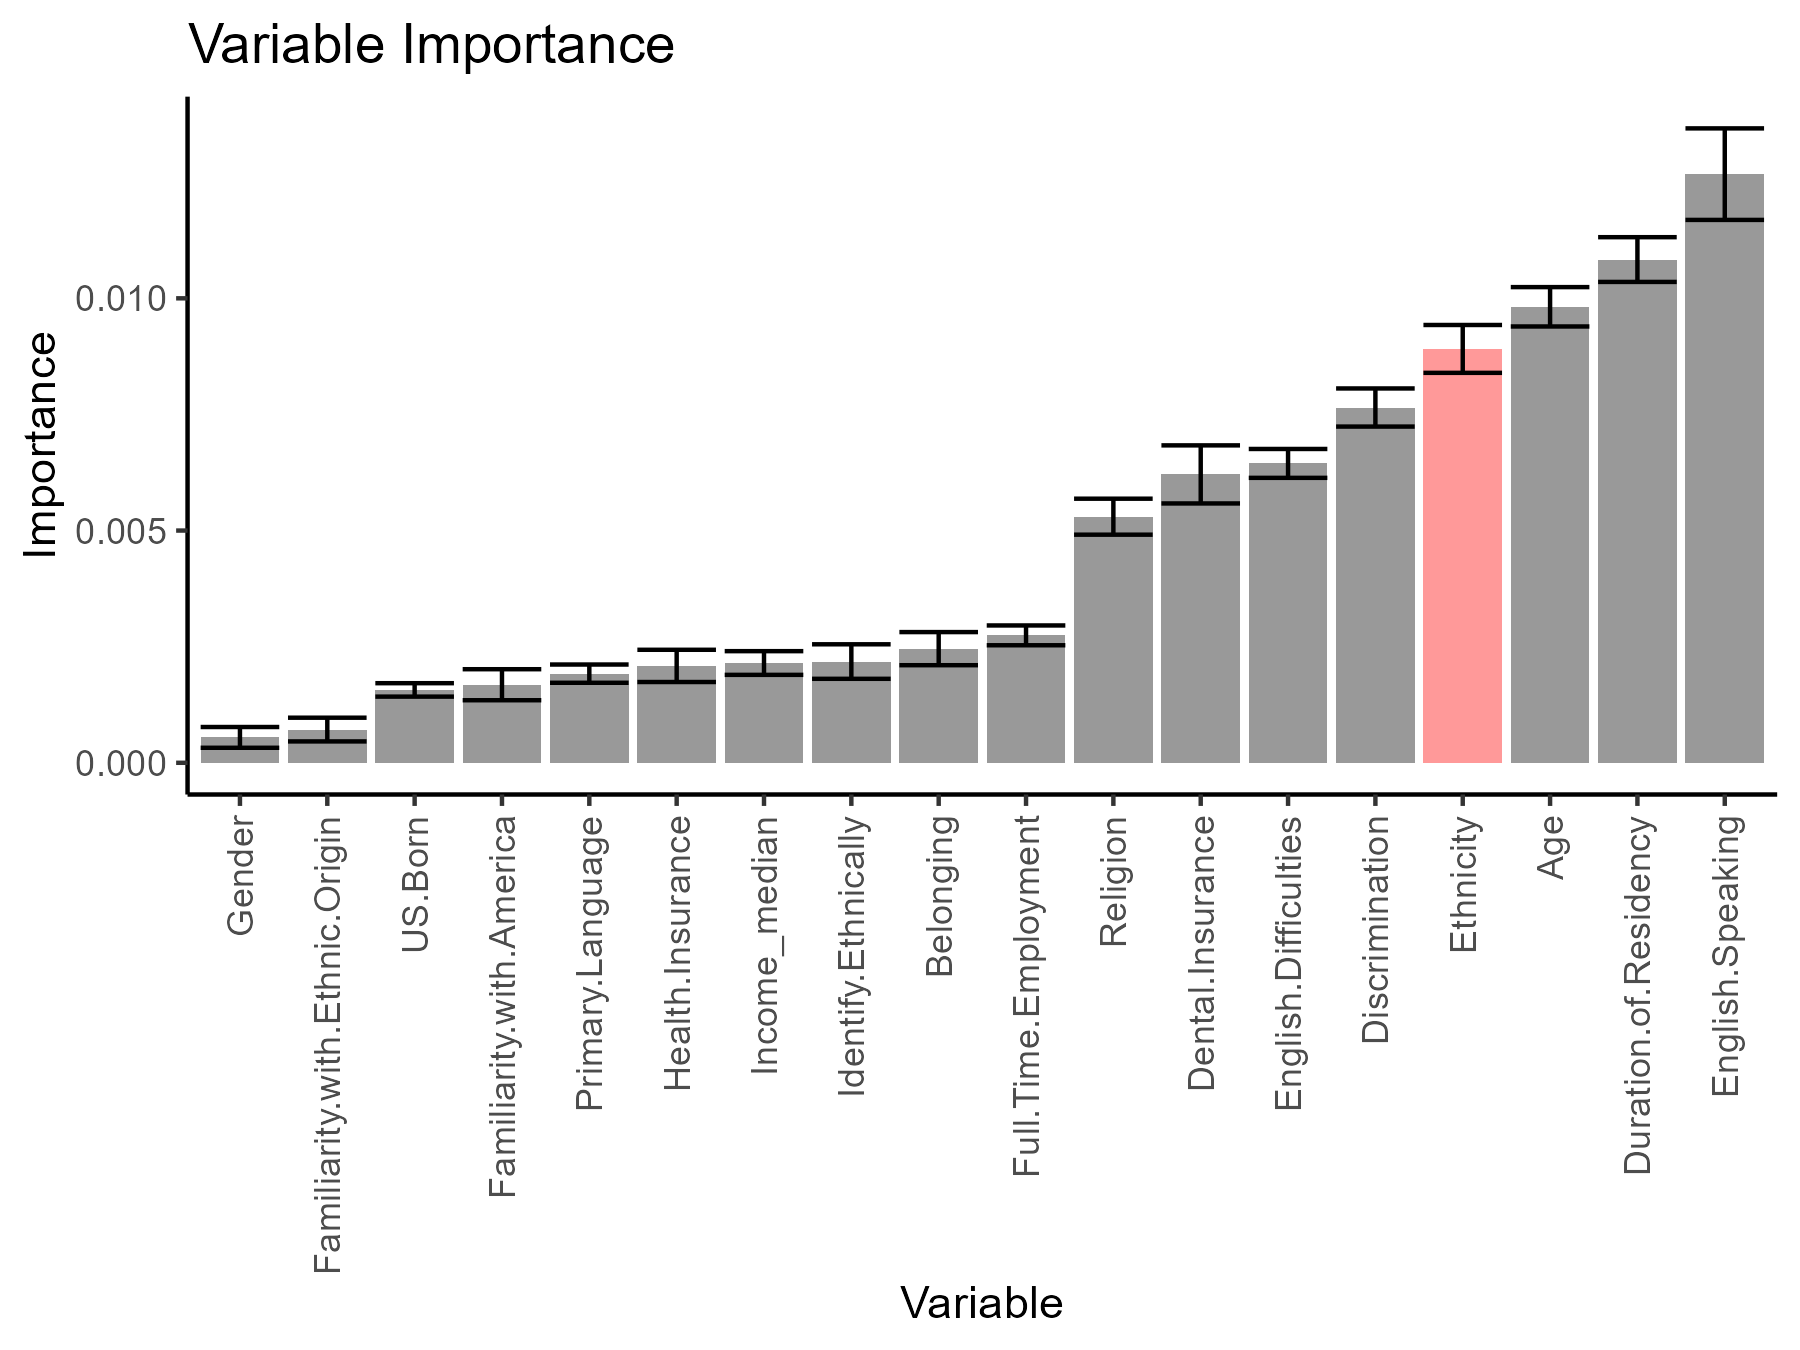 Variable Importance
Importance
0.010
0.005
0.000
Gender
Familiarity.with.Ethnic.Origin
US.Born
Familiarity.with.America
Primary.Language
Health.Insurance
Income_median
Identify.Ethnically
Belonging
Full.Time.Employment
Religion
Dental.Insurance
English.Difficulties
Discrimination
Ethnicity
Age
Duration.of.Residency
English.Speaking
Variable